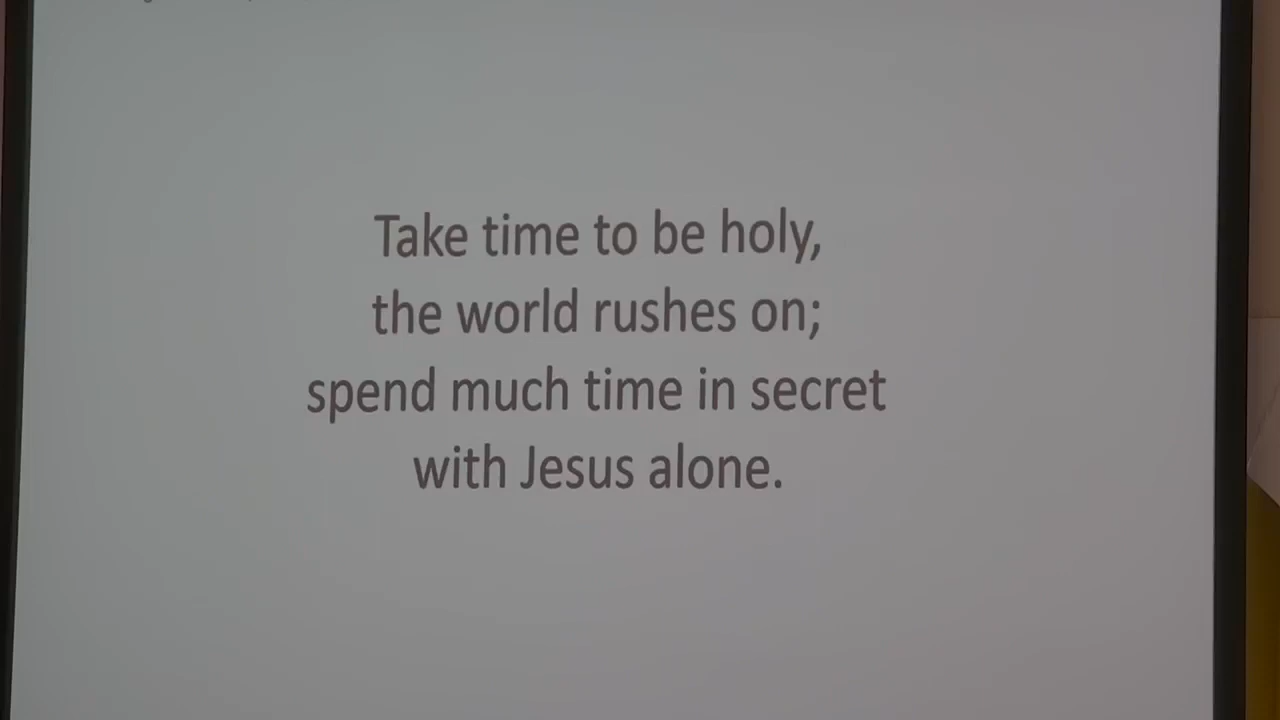 Take time to be holy,
the world rushes on;
spend much time in secret
with Jesus alone.